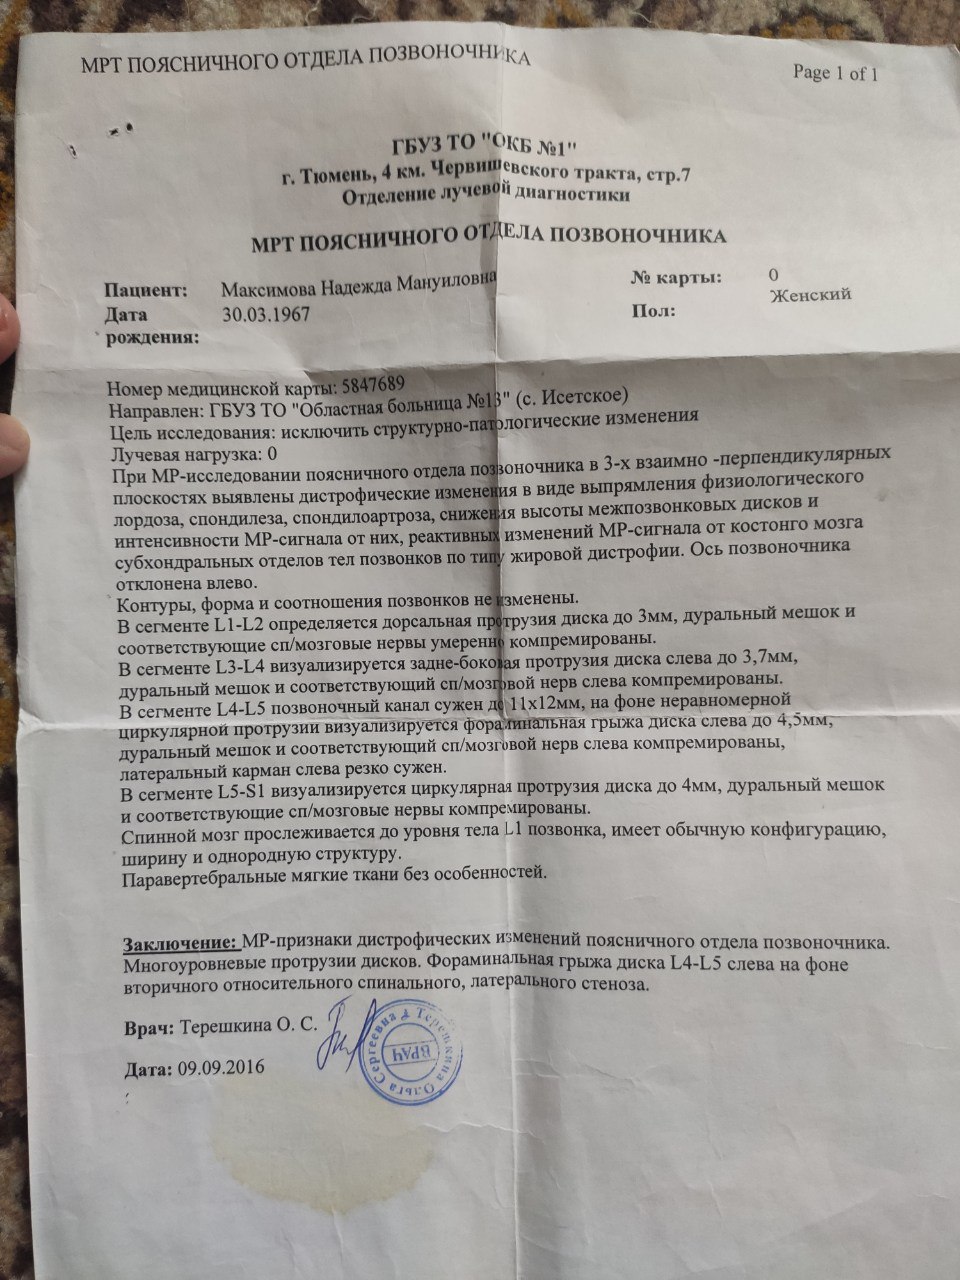 МРТ ПОЯСНИЧНОГО ОТДЕЛА ПОЗВОНОЧНИКА
Page 1 of 1
ГБУЗ ТО "ОКБ №1"
г. Тюмень, 4 км. Червишевского тракта, стр.7
Отделение лучевой диагностики
МРТ ПОЯСНИЧНОГО ОТДЕЛА ПОЗВОНОЧНИКА
Пациент: Максимова Надежда Мануиловна
№ карты: 0
Дата рождения: 30.03.1967
Пол: Женский
Номер медицинской карты: 5847689
Направлен: ГБУЗ ТО "Областная больница №13" (с. Исетское)
Цель исследования: исключить структурно-патологические изменения
Лучевая нагрузка: 0
При МР-исследовании поясничного отдела позвоночника в 3-х взаимно -перпендикулярных
плоскостях выявлены дистрофические изменения в виде выпрямления физиологического
лордоза, спондилеза, спондилоартроза, снижения высоты межпозвонковых дисков и
интенсивности МР-сигнала от них, реактивных изменений МР-сигнала от костонго мозга
субхондральных отделов тел позвонков по типу жировой дистрофии. Ось позвоночника
отклонена влево.
Контуры, форма и соотношения позвонков не изменены.
В сегменте L1-L2 определяется дорсальная протрузия диска до 3мм, дуральный мешок и
соответствующие сп/мозговые нервы умеренно компремированы.
В сегменте L3-L4 визуализируется задне-боковая протрузия диска слева до 3,7мм,
дуральный мешок и соответствующий сп/мозговой нерв слева компремированы.
В сегменте L4-L5 позвоночный канал сужен до 11х12мм, на фоне неравномерной
циркулярной протрузии визуализируется фораминальная грыжа диска слева до 4,5мм,
дуральный мешок и соответствующий сп/мозговой нерв слева компремированы,
латеральный карман слева резко сужен.
В сегменте L5-S1 визуализируется циркулярная протрузия диска до 4мм, дуральный мешок
и соответствующие сп/мозговые нервы компремированы.
Спинной мозг прослеживается до уровня тела L1 позвонка, имеет обычную конфигурацию,
ширину и однородную структуру.
Паравертебральные мягкие ткани без особенностей.
Заключение: МР-признаки дистрофических изменений поясничного отдела позвоночника.
Многоуровневые протрузии дисков. Фораминальная грыжа диска L4-L5 слева на фоне
вторичного относительного спинального, латерального стеноза.
Врач: Терешкина О. С.
Терешкина Ольга Сергеевна
ВРАЧ
Дата: 09.09.2016